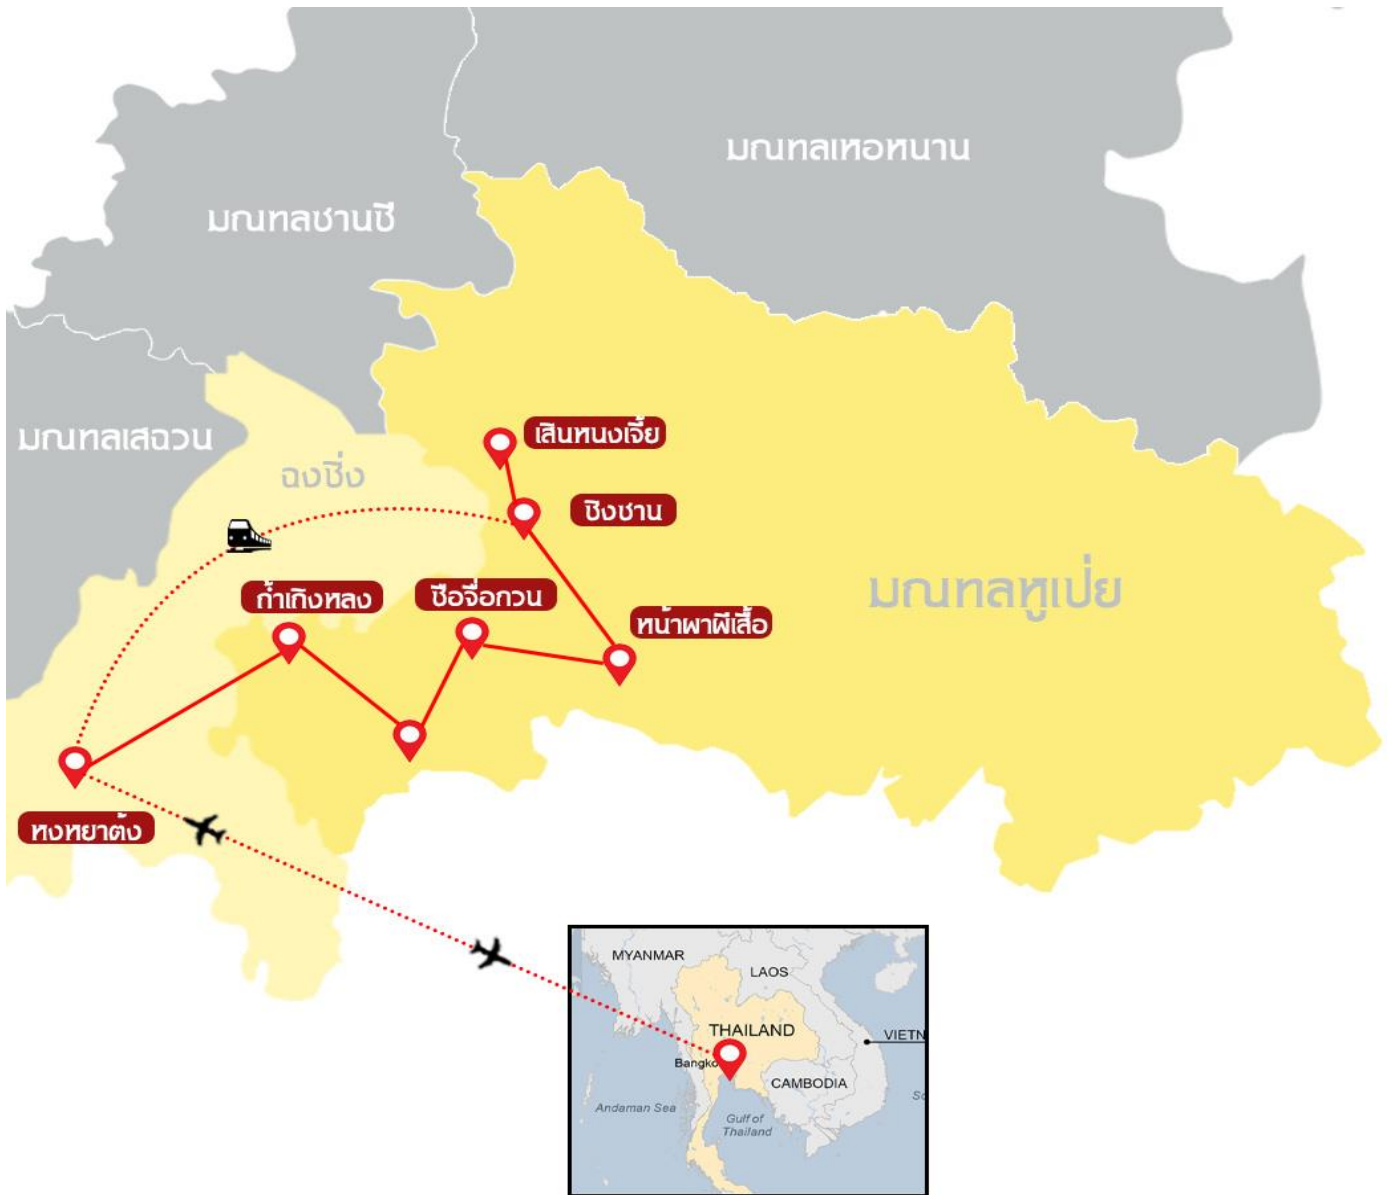 มณฑลเหอหนาน
มณฑลชานซี
มณฑลเสฉวน
เสินหนงเจี้ย
ฉงชิ่ง
ซิงซาน
ถ้ำเถิงหลง
ซือจื่อกวน
มณฑลหูเป่ย
หน้าผาผีเสื้อ
หงหยาต้ง
MYANMAR
LAOS
THAILAND
VIETN
Bangko
CAMBODIA
Andaman Sea
Gulf of
Thailand